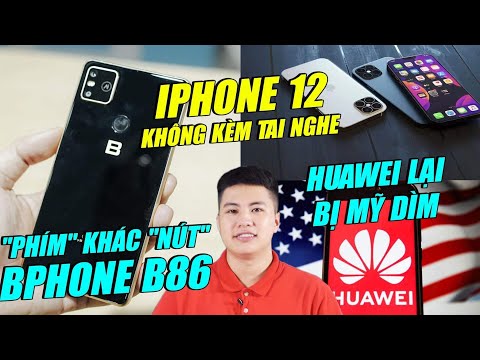 IPHONE 12
KHÔNG KÈM TAI NGHE
B
HUAWEI LẠI
BỊ MỸ DÌM
"PHÍM" KHÁC "NÚT"
BPHONE B86
HUAWEI